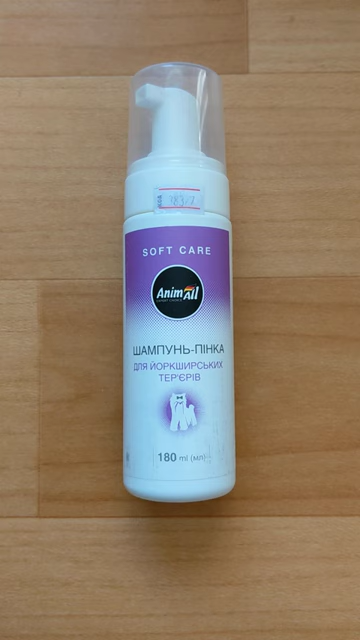 SOFT CARE
AnimAll
ШАМПУНЬ-ПІНКА
ДЛЯ ЙОРКШИРСЬКИХ
ТЕР'ЄРІВ
180 ml (мл)